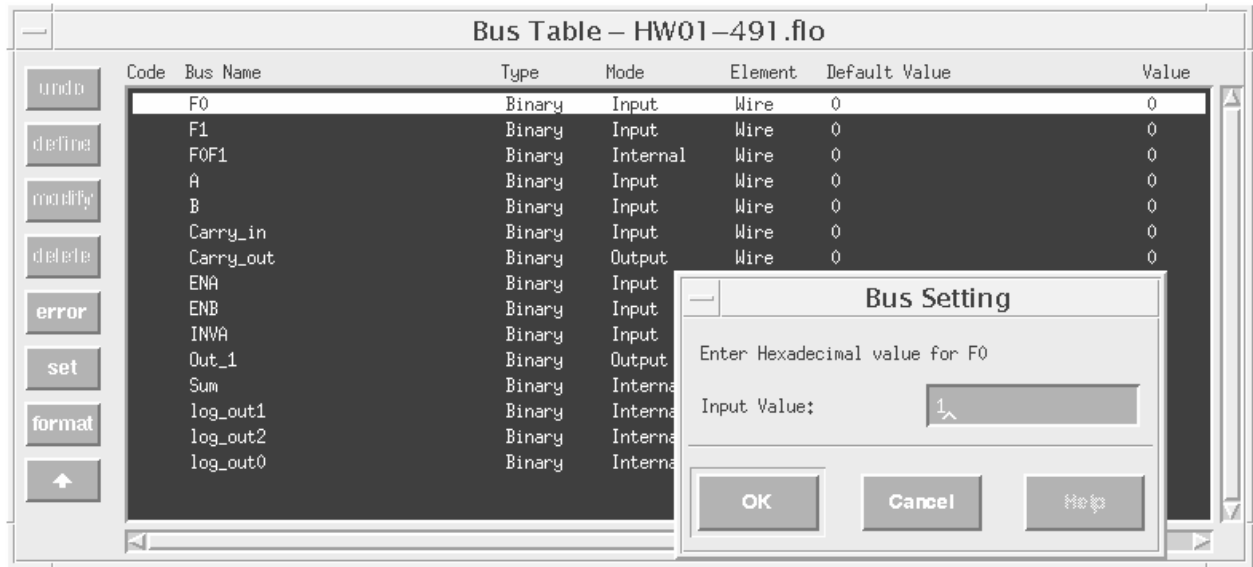 Bus Table – HW01–491.flo
Code Bus Name Type Mode Element Default Value Value
undo
F0 Binary Input Wire 0 0
F1 Binary Input Wire 0 0
define
F0F1 Binary Internal Wire 0 0
A Binary Input Wire 0 0
modify
B Binary Input Wire 0 0
Carry_in Binary Input Wire 0 0
delete
Carry_out Binary Output Wire 0 0
ENA Binary Input
error
ENB Binary Input
INVA Binary Input
set
Out_1 Binary Output
Sum Binary Interna
format
log_out1 Binary Interna
log_out2 Binary Interna
log_out0 Binary Interna
Bus Setting
Enter Hexadecimal value for F0
Input Value: 1
OK Cancel Help